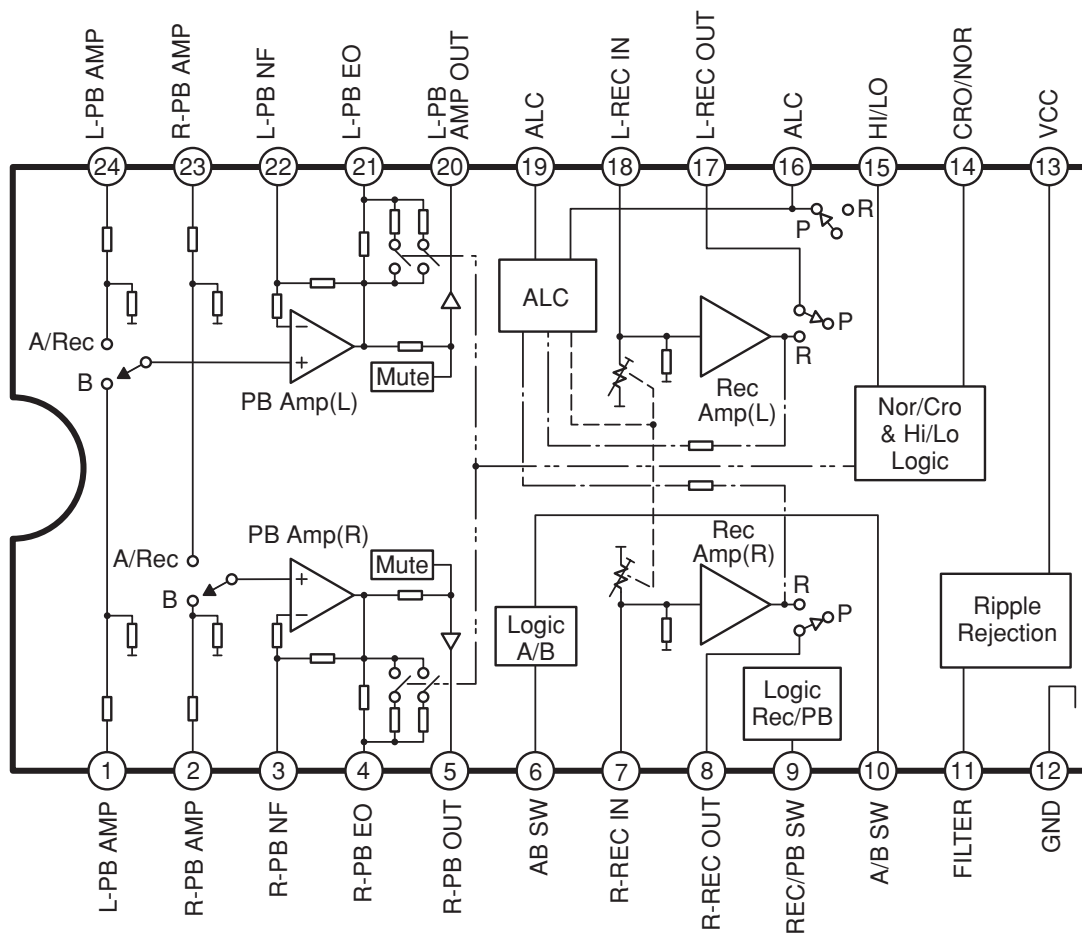 L-PB AMP
R-PB AMP
L-PB NF
L-PB EO
L-PB
AMP OUT
ALC
L-REC IN
L-REC OUT
ALC
HI/LO
CRO/NOR
VCC
24
23
22
21
20
19
18
17
16
15
14
13
R
P
ALC
A/Rec
B
PB Amp(L)
Mute
P
R
Rec
Amp(L)
Nor/Cro
& Hi/Lo
Logic
PB Amp(R)
A/Rec
B
Mute
Rec
Amp(R)
R
P
Logic
A/B
Ripple
Rejection
Logic
Rec/PB
1
2
3
4
5
6
7
8
9
10
11
12
L-PB AMP
R-PB AMP
R-PB NF
R-PB EO
R-PB OUT
AB SW
R-REC IN
R-REC OUT
REC/PB SW
A/B SW
FILTER
GND